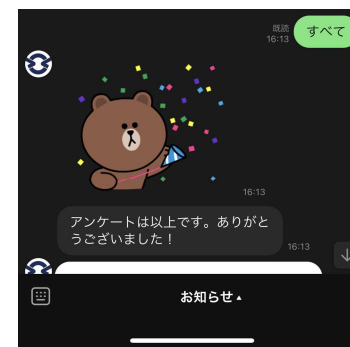 既読
16:13
すべて
16:13
アンケートは以上です。ありがと
うございました！
16:13
お知らせ▴